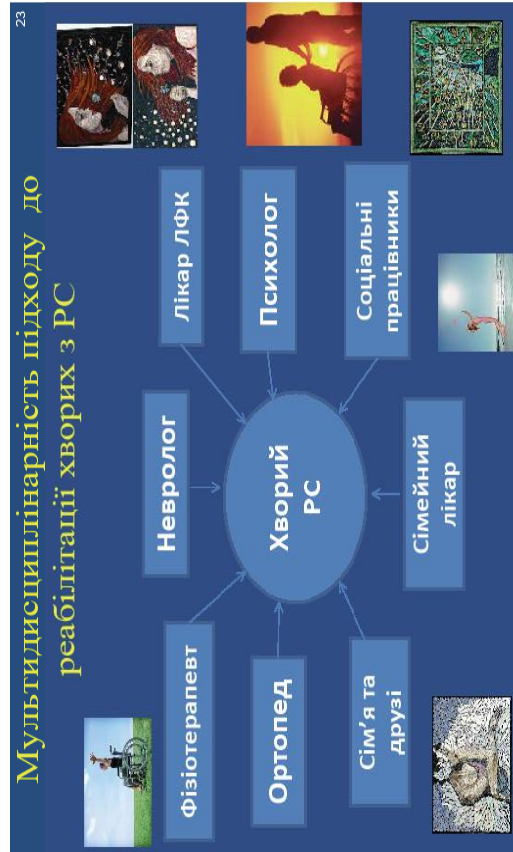 23
Мультидисциплінарність підходу до
реабілітації хворих з РС
Фізіотерапевт
Невролог
Лікар ЛФК
Ортопед
Хворий
РС
Психолог
Сім’я та
друзі
Сімейний
лікар
Соціальні
працівники